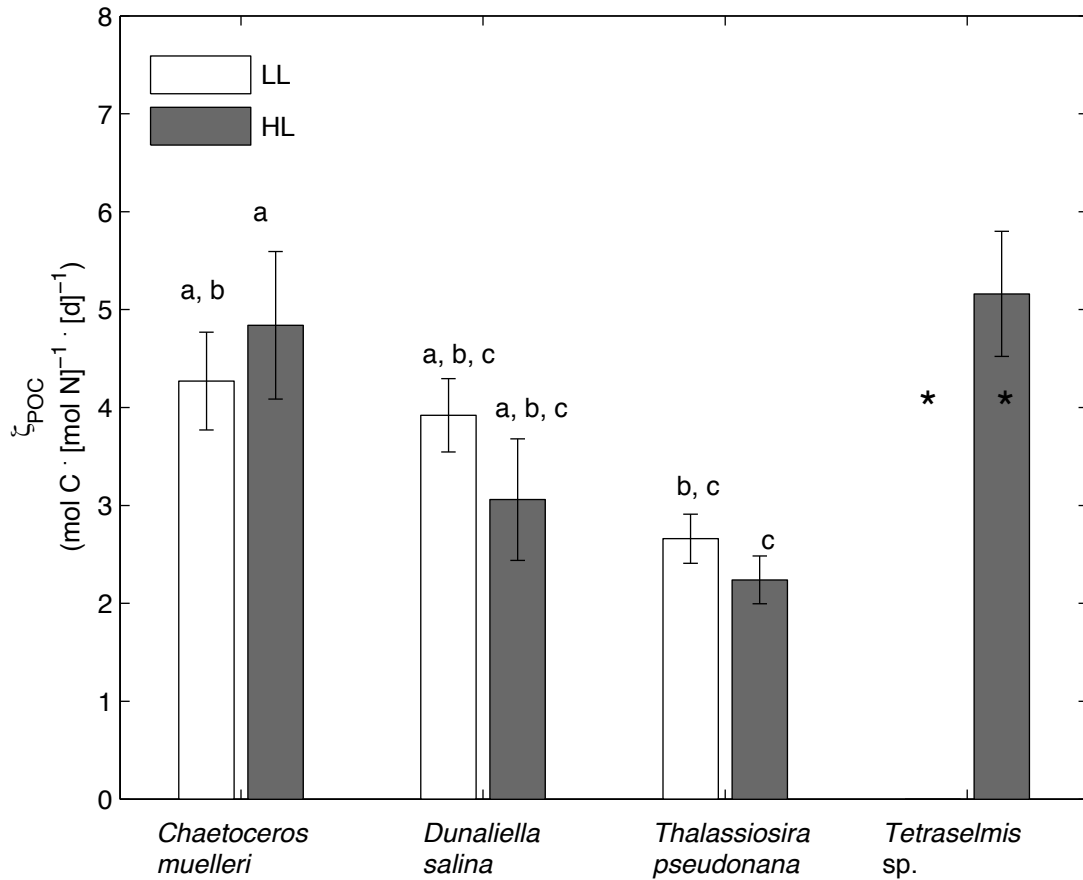 8
7
6
5
4
3
2
1
0
ζPOC
(mol C · [mol N]⁻¹ · [d]⁻¹)
LL
HL
a, b
a
a, b, c
a, b, c
b, c
c
*
*
Chaetoceros
muelleri
Dunaliella
salina
Thalassiosira
pseudonana
Tetraselmis
sp.